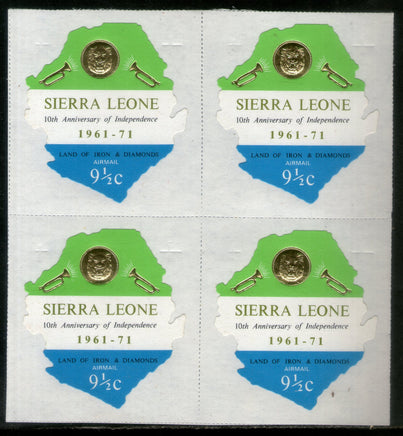 SIERRA LEONE
10th Anniversary of Independence
1961-71
LAND OF IRON & DIAMONDS
AIRMAIL
9½c
SIERRA LEONE
10th Anniversary of Independence
1961-71
LAND OF IRON & DIAMONDS
AIRMAIL
9½c
SIERRA LEONE
10th Anniversary of Independence
1961-71
LAND OF IRON & DIAMONDS
AIRMAIL
9½c
SIERRA LEONE
10th Anniversary of Independence
1961-71
LAND OF IRON & DIAMONDS
AIRMAIL
9½c